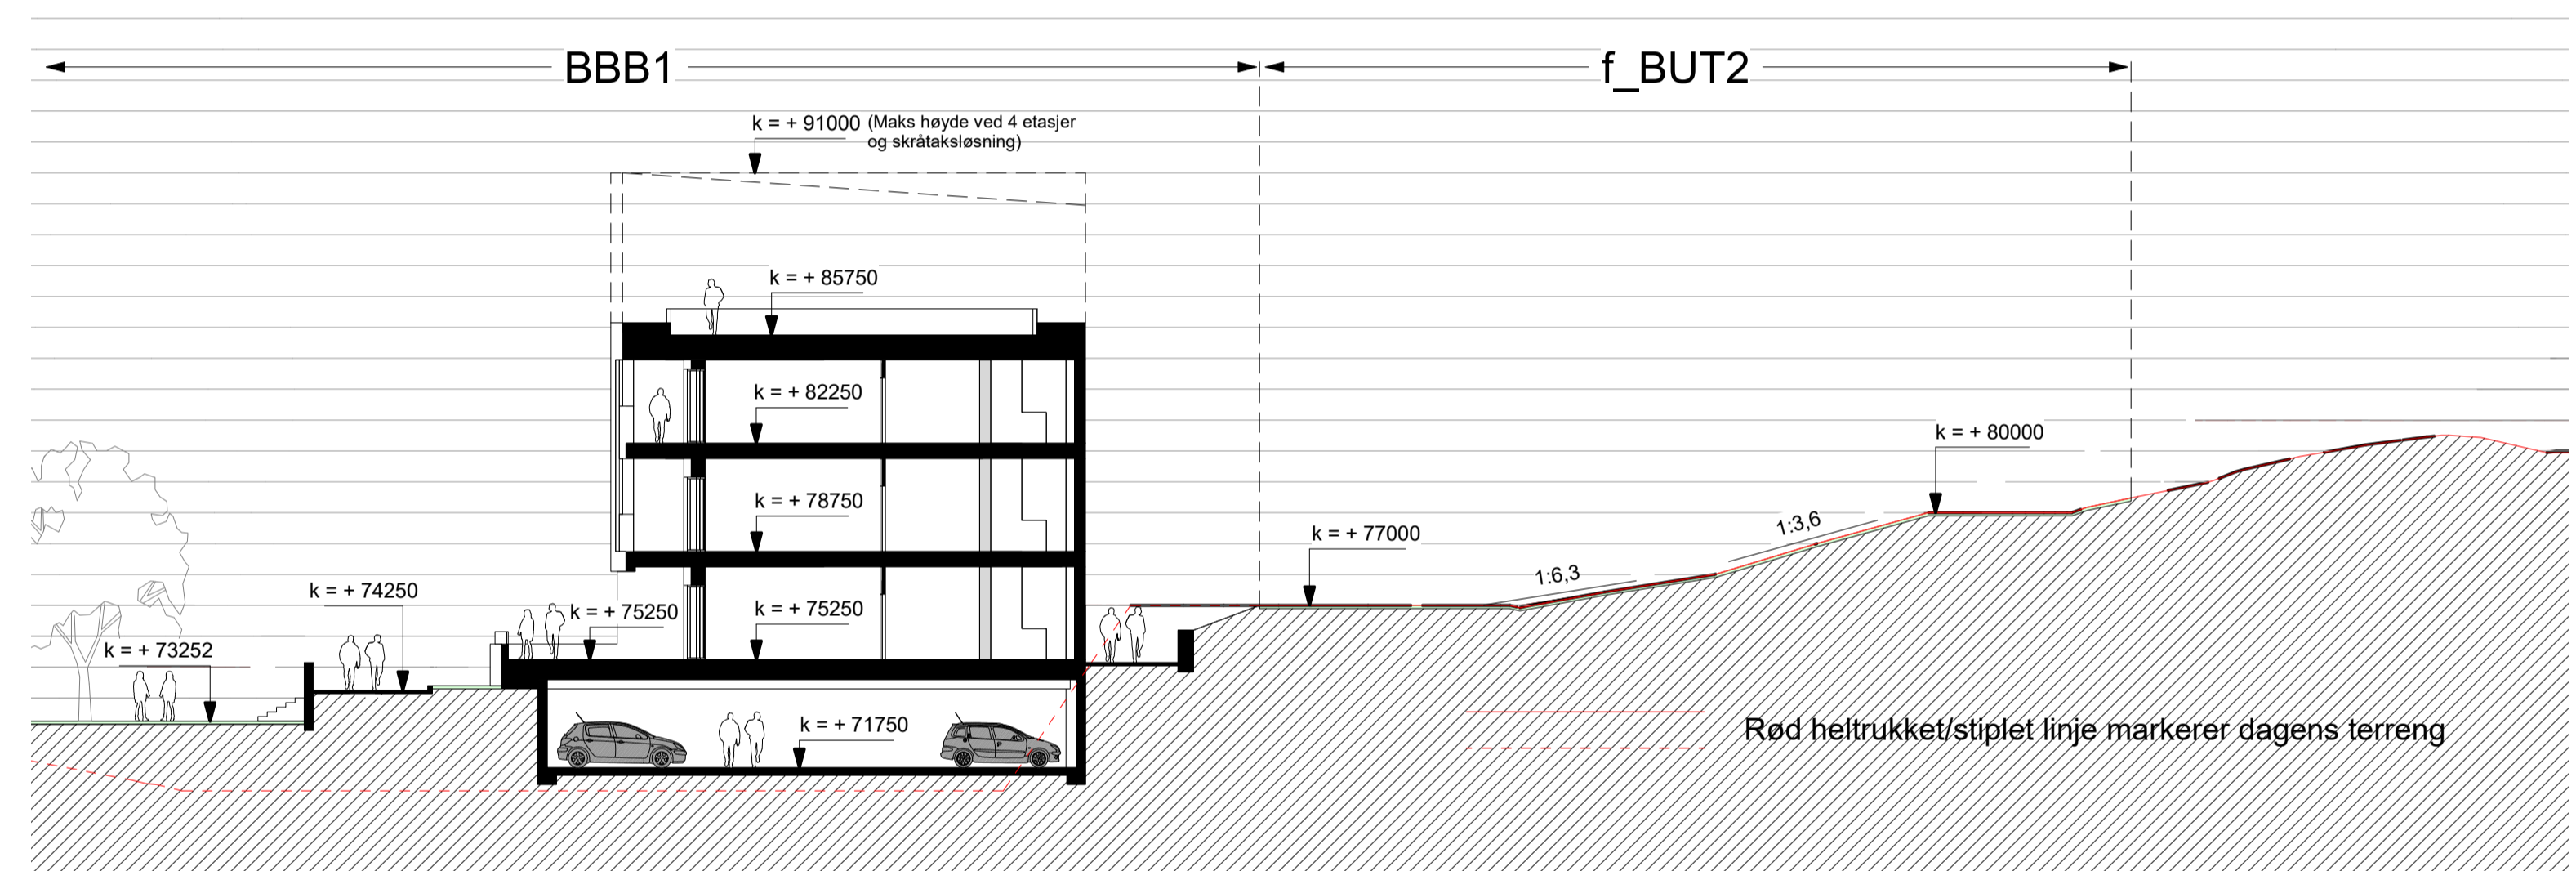 BBB1
f_BUT2
k = + 91000 (Maks høyde ved 4 etasjer
og skråtaksløsning)
k = + 85750
k = + 82250
k = + 80000
k = + 78750
1:3,6
k = + 77000
1:6,3
k = + 74250
k = + 75250
k = + 75250
k = + 73252
k = + 71750
Rød heltrukket/stiplet linje markerer dagens terreng